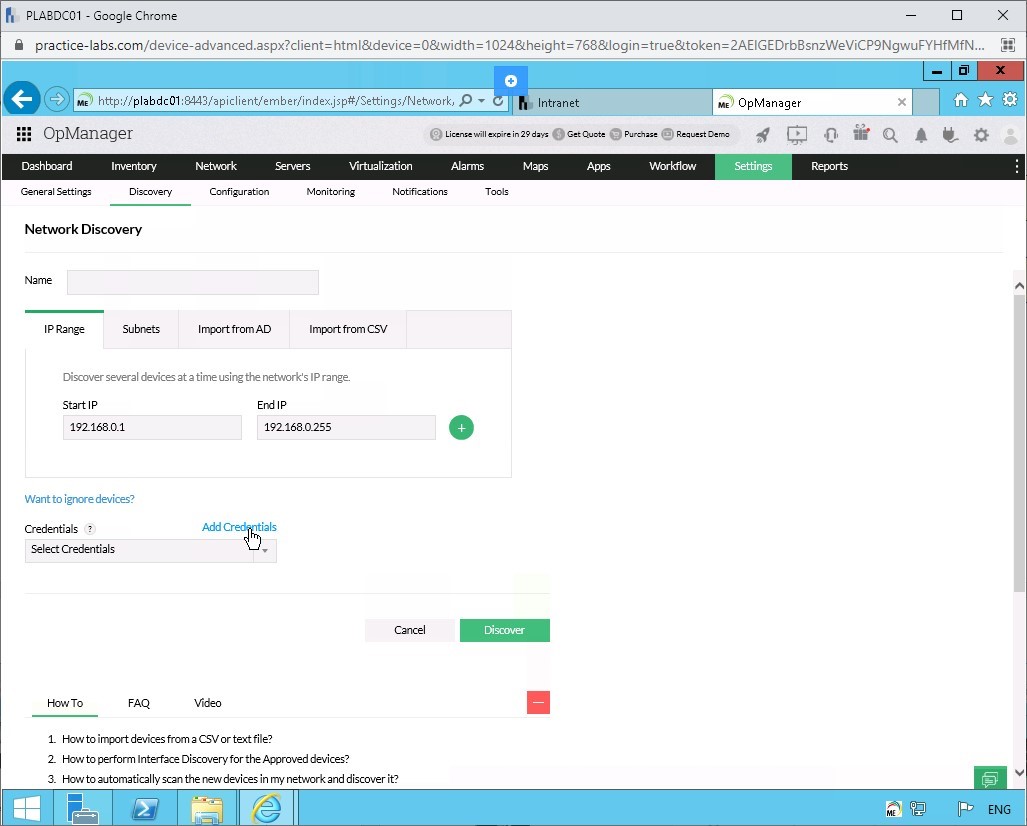 PLABDC01 - Google Chrome
practice-labs.com/device-advanced.aspx?client=html&device=0&width=1024&height=768&login=true&token=2AEIGEDrbBsnzWeViCP9NgwuFYHfMfN...
ME http://plabdc01:8443/apiclient/ember/index.jsp#/Settings/Network, Intranet ME OpManager
OpManager License will expire in 29 days Get Quote Purchase Request Demo
Dashboard Inventory Network Servers Virtualization Alarms Maps Apps Workflow Settings Reports
General Settings Discovery Configuration Monitoring Notifications Tools
Network Discovery
Name
IP Range Subnets Import from AD Import from CSV
Discover several devices at a time using the network's IP range.
Start IP End IP
192.168.0.1 192.168.0.255 +
Want to ignore devices?
Credentials ? Add Credentials
Select Credentials
Cancel Discover
How To FAQ Video
1. How to import devices from a CSV or text file?
2. How to perform Interface Discovery for the Approved devices?
3. How to automatically scan the new devices in my network and discover it?
ME ENG